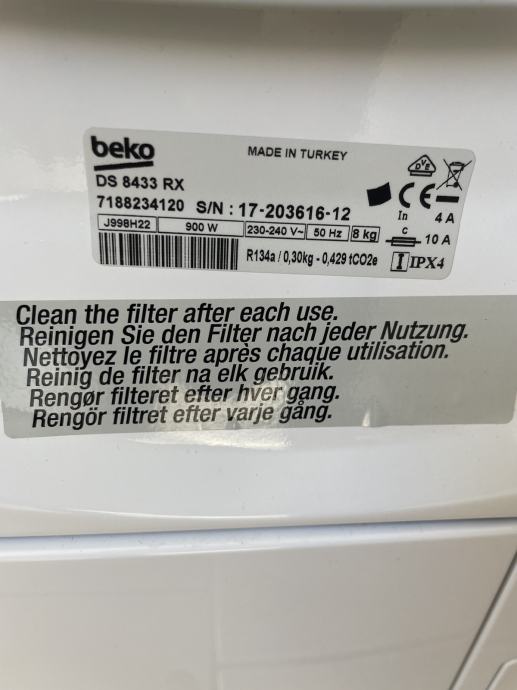 beko
MADE IN TURKEY
DVE
DS 8433 RX
7188234120 S/N : 17-203616-12
CE
In 4 A
J998H22 900 W 230-240 V~ 50 Hz 8 kg
C 10 A
R134a / 0,30kg - 0,429 tCO2e
IPX4
Clean the filter after each use.
Reinigen Sie den Filter nach jeder Nutzung.
Nettoyez le filtre après chaque utilisation.
Reinig de filter na elk gebruik.
Rengør filteret efter hver gang.
Rengör filtret efter varje gång.